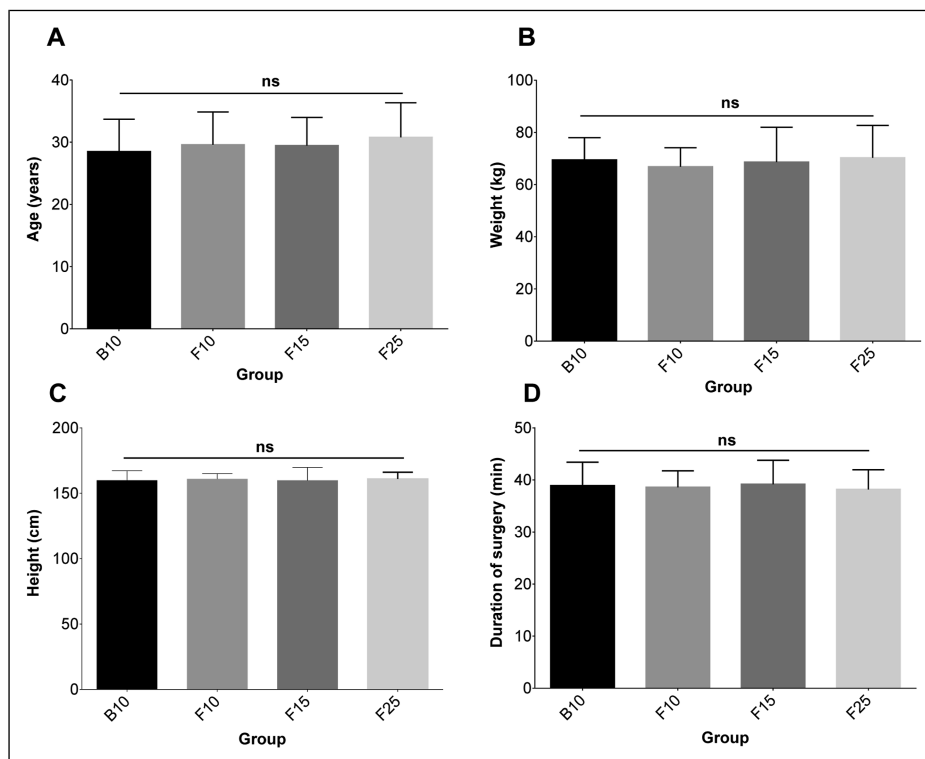 A
ns
Age (years)
40
30
20
10
0
B10 F10 F15 F25
Group
B
ns
Weight (kg)
100
80
60
40
20
0
B10 F10 F15 F25
Group
C
ns
Height (cm)
200
150
100
50
0
B10 F10 F15 F25
Group
D
ns
Duration of surgery (min)
50
40
30
20
10
0
B10 F10 F15 F25
Group